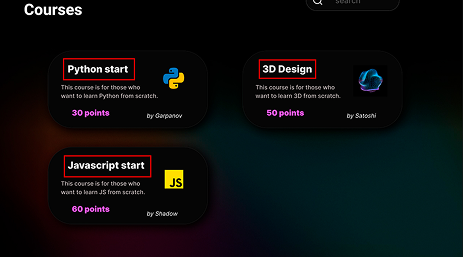 Courses
search
Python start
This course is for those who
want to learn Python from scratch.
30 points
by Garpanov
3D Design
This course is for those who
want to learn 3D from scratch.
50 points
by Satoshi
Javascript start
This course is for those who
want to learn JS from scratch.
JS
60 points
by Shadow